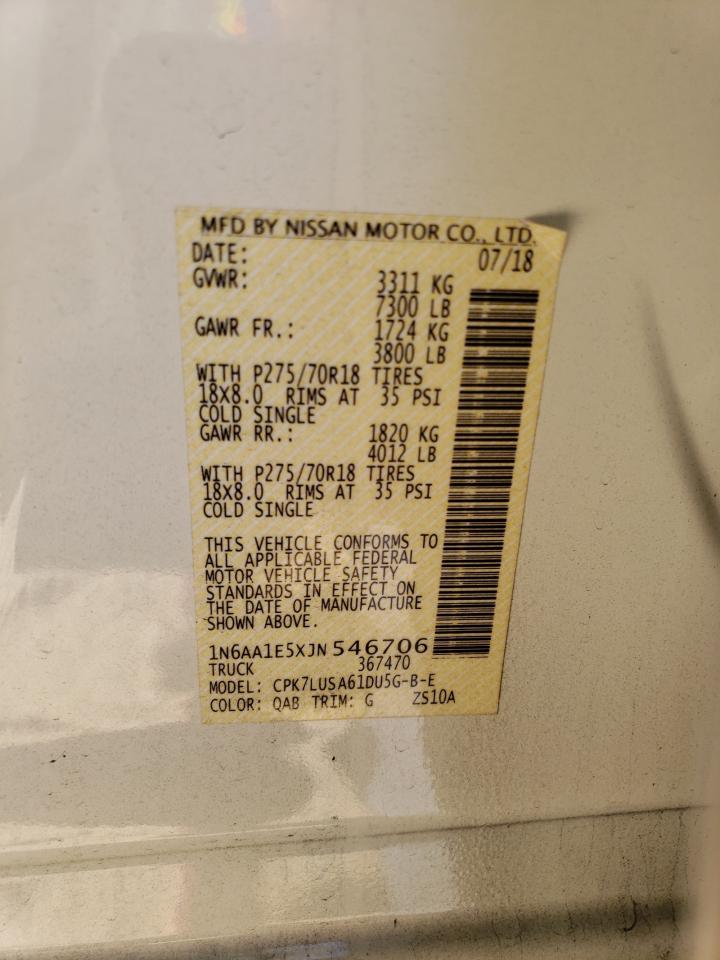 MFD BY NISSAN MOTOR CO., LTD.
DATE: 07/18
GVWR: 3311 KG
7300 LB
GAWR FR.: 1724 KG
3800 LB
WITH P275/70R18 TIRES
18X8.0 RIMS AT 35 PSI
COLD SINGLE
GAWR RR.: 1820 KG
4012 LB
WITH P275/70R18 TIRES
18X8.0 RIMS AT 35 PSI
COLD SINGLE
THIS VEHICLE CONFORMS TO
ALL APPLICABLE FEDERAL
MOTOR VEHICLE SAFETY
STANDARDS IN EFFECT ON
THE DATE OF MANUFACTURE
SHOWN ABOVE.
1N6AA1E5XJN546706
TRUCK 367470
MODEL: CPK7LUSA61DU5G-B-E
COLOR: QAB TRIM: G ZS10A